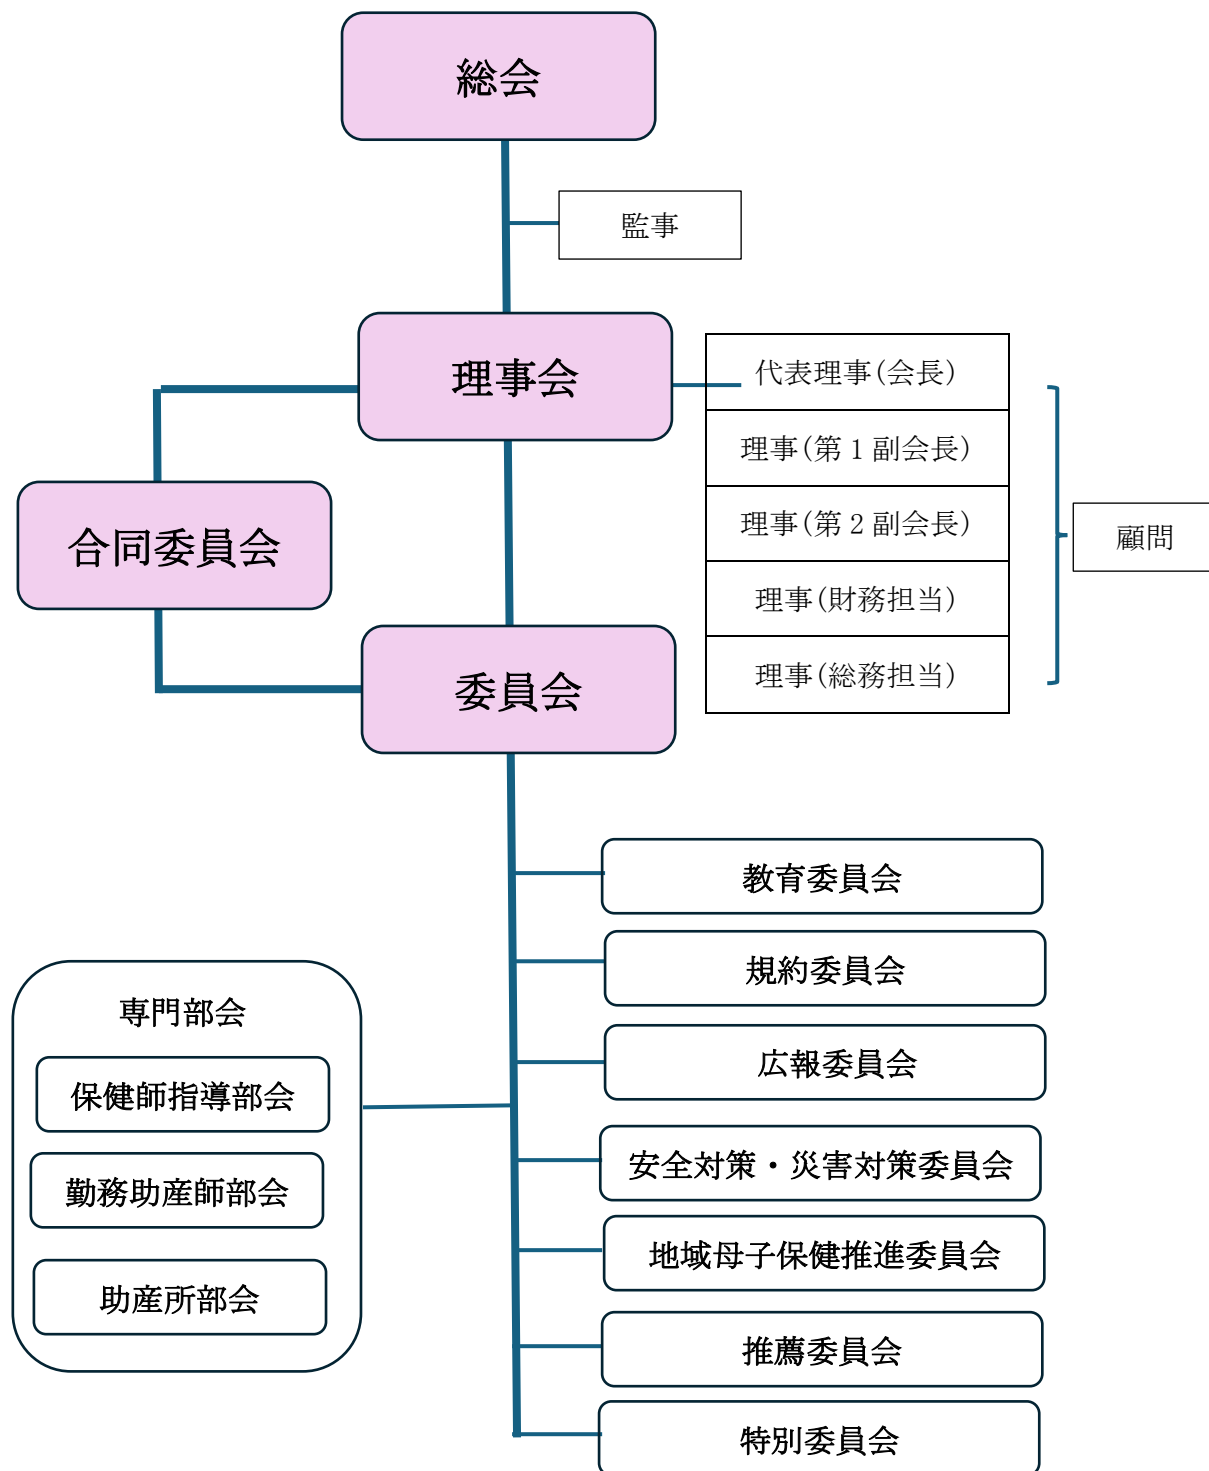 総会
監事
理事会
代表理事(会長)
理事(第1副会長)
理事(第2副会長)
理事(財務担当)
理事(総務担当)
顧問
合同委員会
委員会
教育委員会
規約委員会
広報委員会
安全対策・災害対策委員会
地域母子保健推進委員会
推薦委員会
特別委員会
専門部会
保健師指導部会
勤務助産師部会
助産所部会